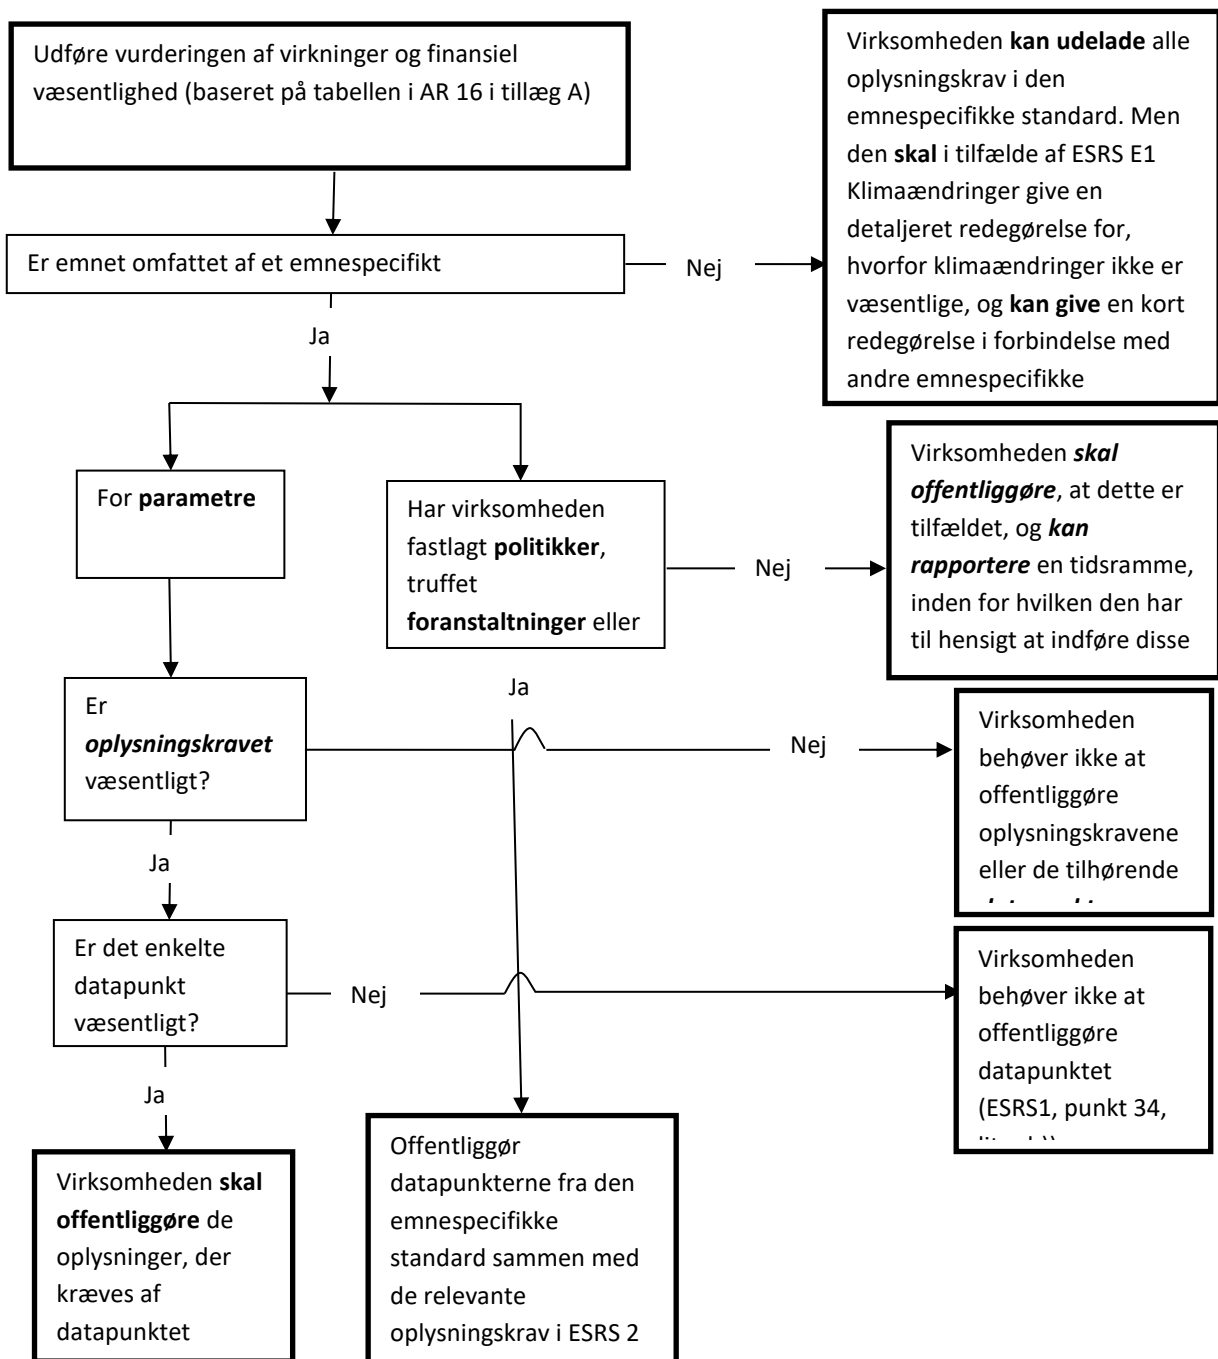 Udføre vurderingen af virkninger og finansiel
væsentlighed (baseret på tabellen i AR 16 i tillæg A)
Virksomheden kan udelade alle
oplysningskrav i den
emnespecifikke standard. Men
den skal i tilfælde af ESRS E1
Klimaændringer give en
detaljeret redegørelse for,
hvorfor klimaændringer ikke er
væsentlige, og kan give en kort
redegørelse i forbindelse med
andre emnespecifikke
Er emnet omfattet af et emnespecifikt
Nej
Ja
For parametre
Har virksomheden
fastlagt politikker,
truffet
foranstaltninger eller
Nej
Virksomheden skal
offentliggøre, at dette er
tilfældet, og kan
rapportere en tidsramme,
inden for hvilken den har
til hensigt at indføre disse
Ja
Er
oplysningskravet
væsentligt?
Nej
Virksomheden
behøver ikke at
offentliggøre
oplysningskravene
eller de tilhørende
Ja
Er det enkelte
datapunkt
væsentligt?
Nej
Virksomheden
behøver ikke at
offentliggøre
datapunktet
(ESRS1, punkt 34,
Ja
Virksomheden skal
offentliggøre de
oplysninger, der
kræves af
datapunktet
Offentliggør
datapunkterne fra den
emnespecifikke
standard sammen med
de relevante
oplysningskrav i ESRS 2